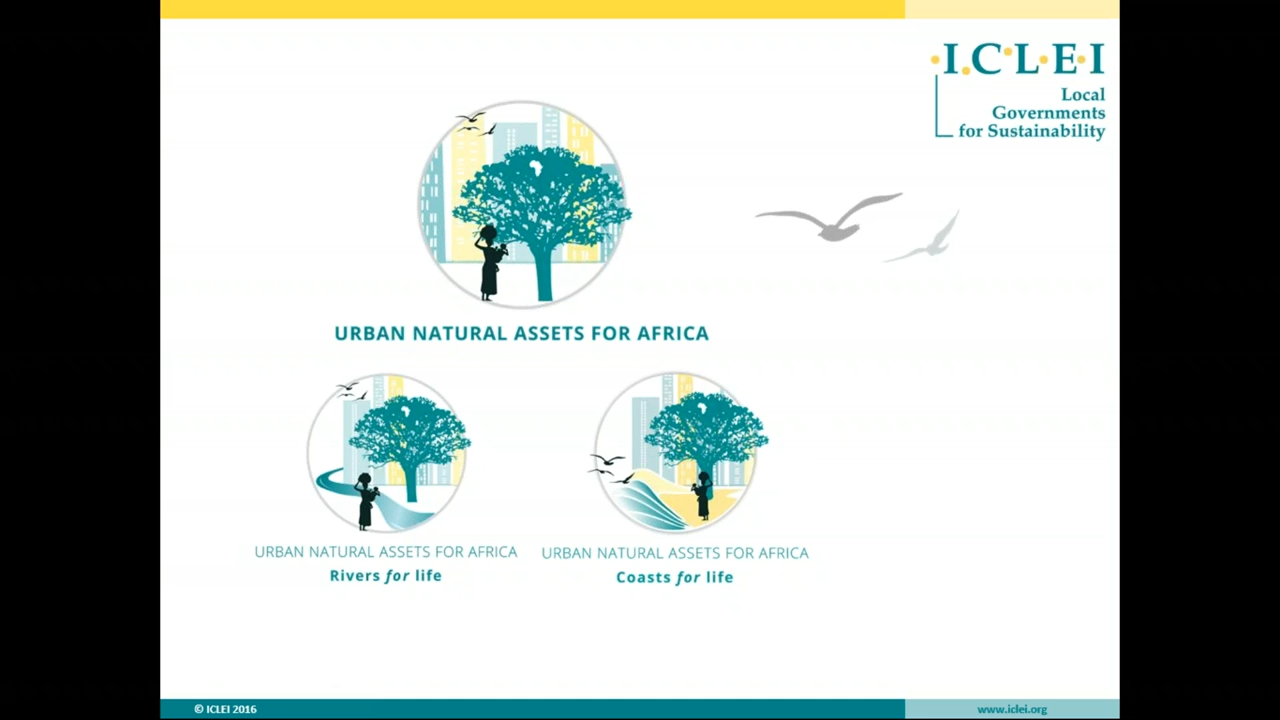 I.C.L.E.I
Local
Governments
for Sustainability
URBAN NATURAL ASSETS FOR AFRICA
URBAN NATURAL ASSETS FOR AFRICA
Rivers for life
URBAN NATURAL ASSETS FOR AFRICA
Coasts for life
© ICLEI 2016
www.iclei.org